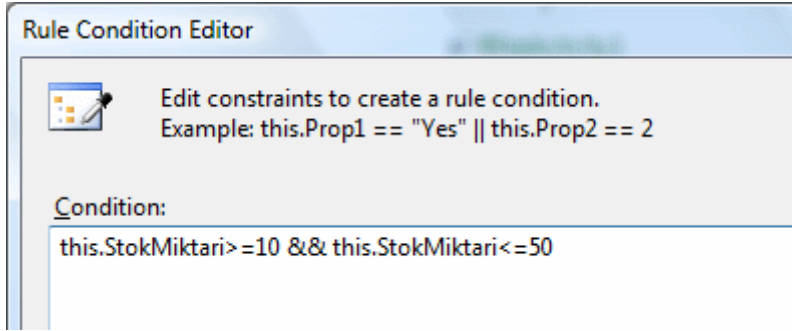 Rule Condition Editor
Edit constraints to create a rule condition.
Example: this.Prop1 == "Yes" || this.Prop2 == 2
Condition:
this.StokMiktari>=10 && this.StokMiktari<=50